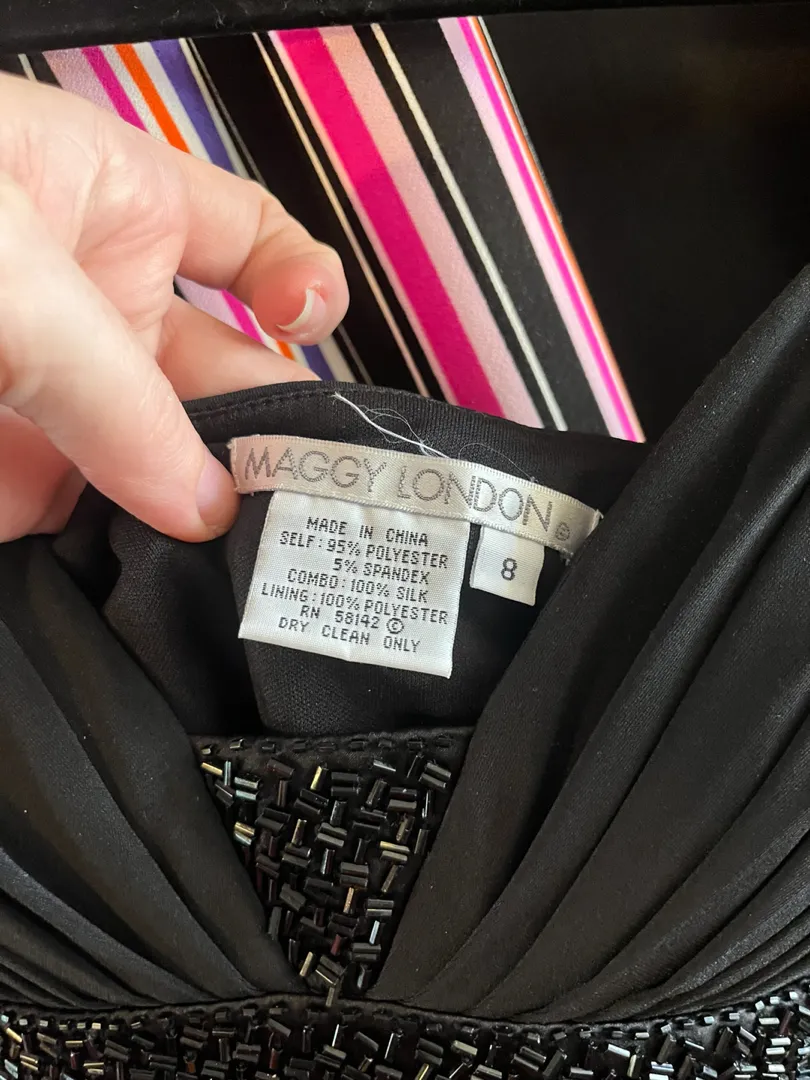 MAGGY LONDON®
MADE IN CHINA
SELF: 95% POLYESTER
5% SPANDEX
COMBO: 100% SILK
LINING: 100% POLYESTER
RN 58142 ©
DRY CLEAN ONLY
8